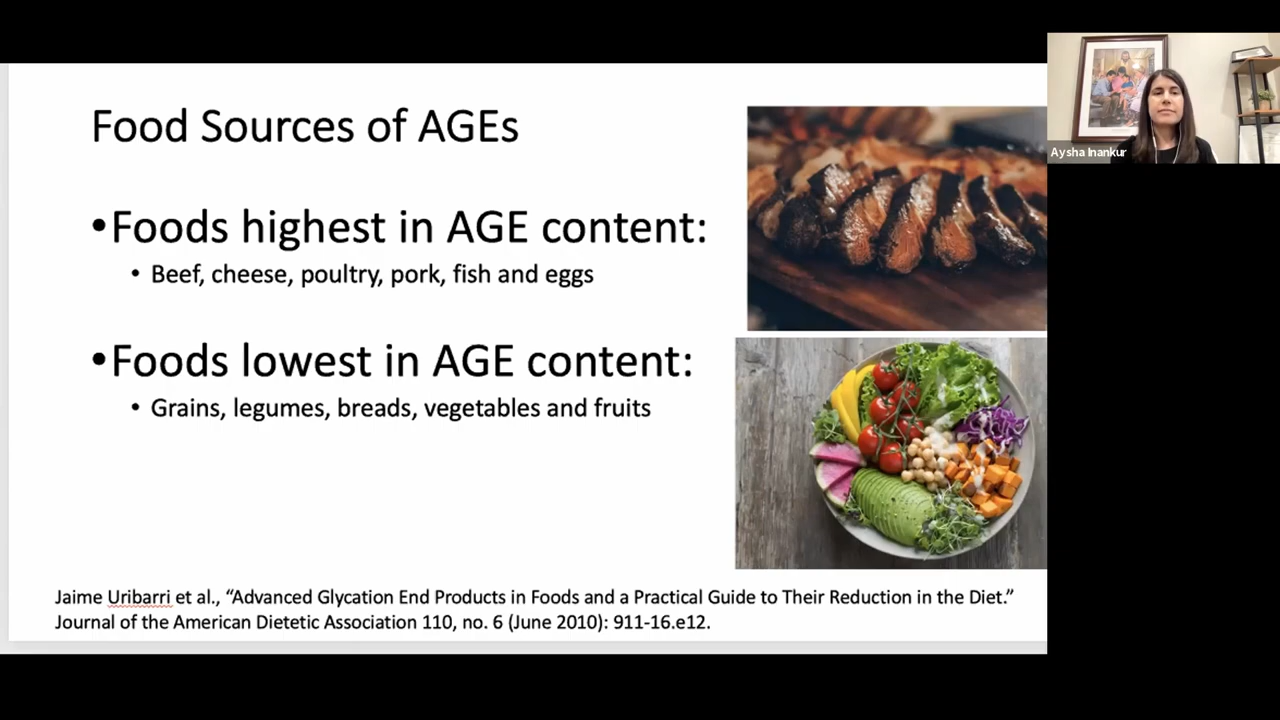 Food Sources of AGEs
•Foods highest in AGE content:
• Beef, cheese, poultry, pork, fish and eggs
•Foods lowest in AGE content:
• Grains, legumes, breads, vegetables and fruits
Jaime Uribarri et al., “Advanced Glycation End Products in Foods and a Practical Guide to Their Reduction in the Diet.”
Journal of the American Dietetic Association 110, no. 6 (June 2010): 911-16.e12.
Aysha Inankur